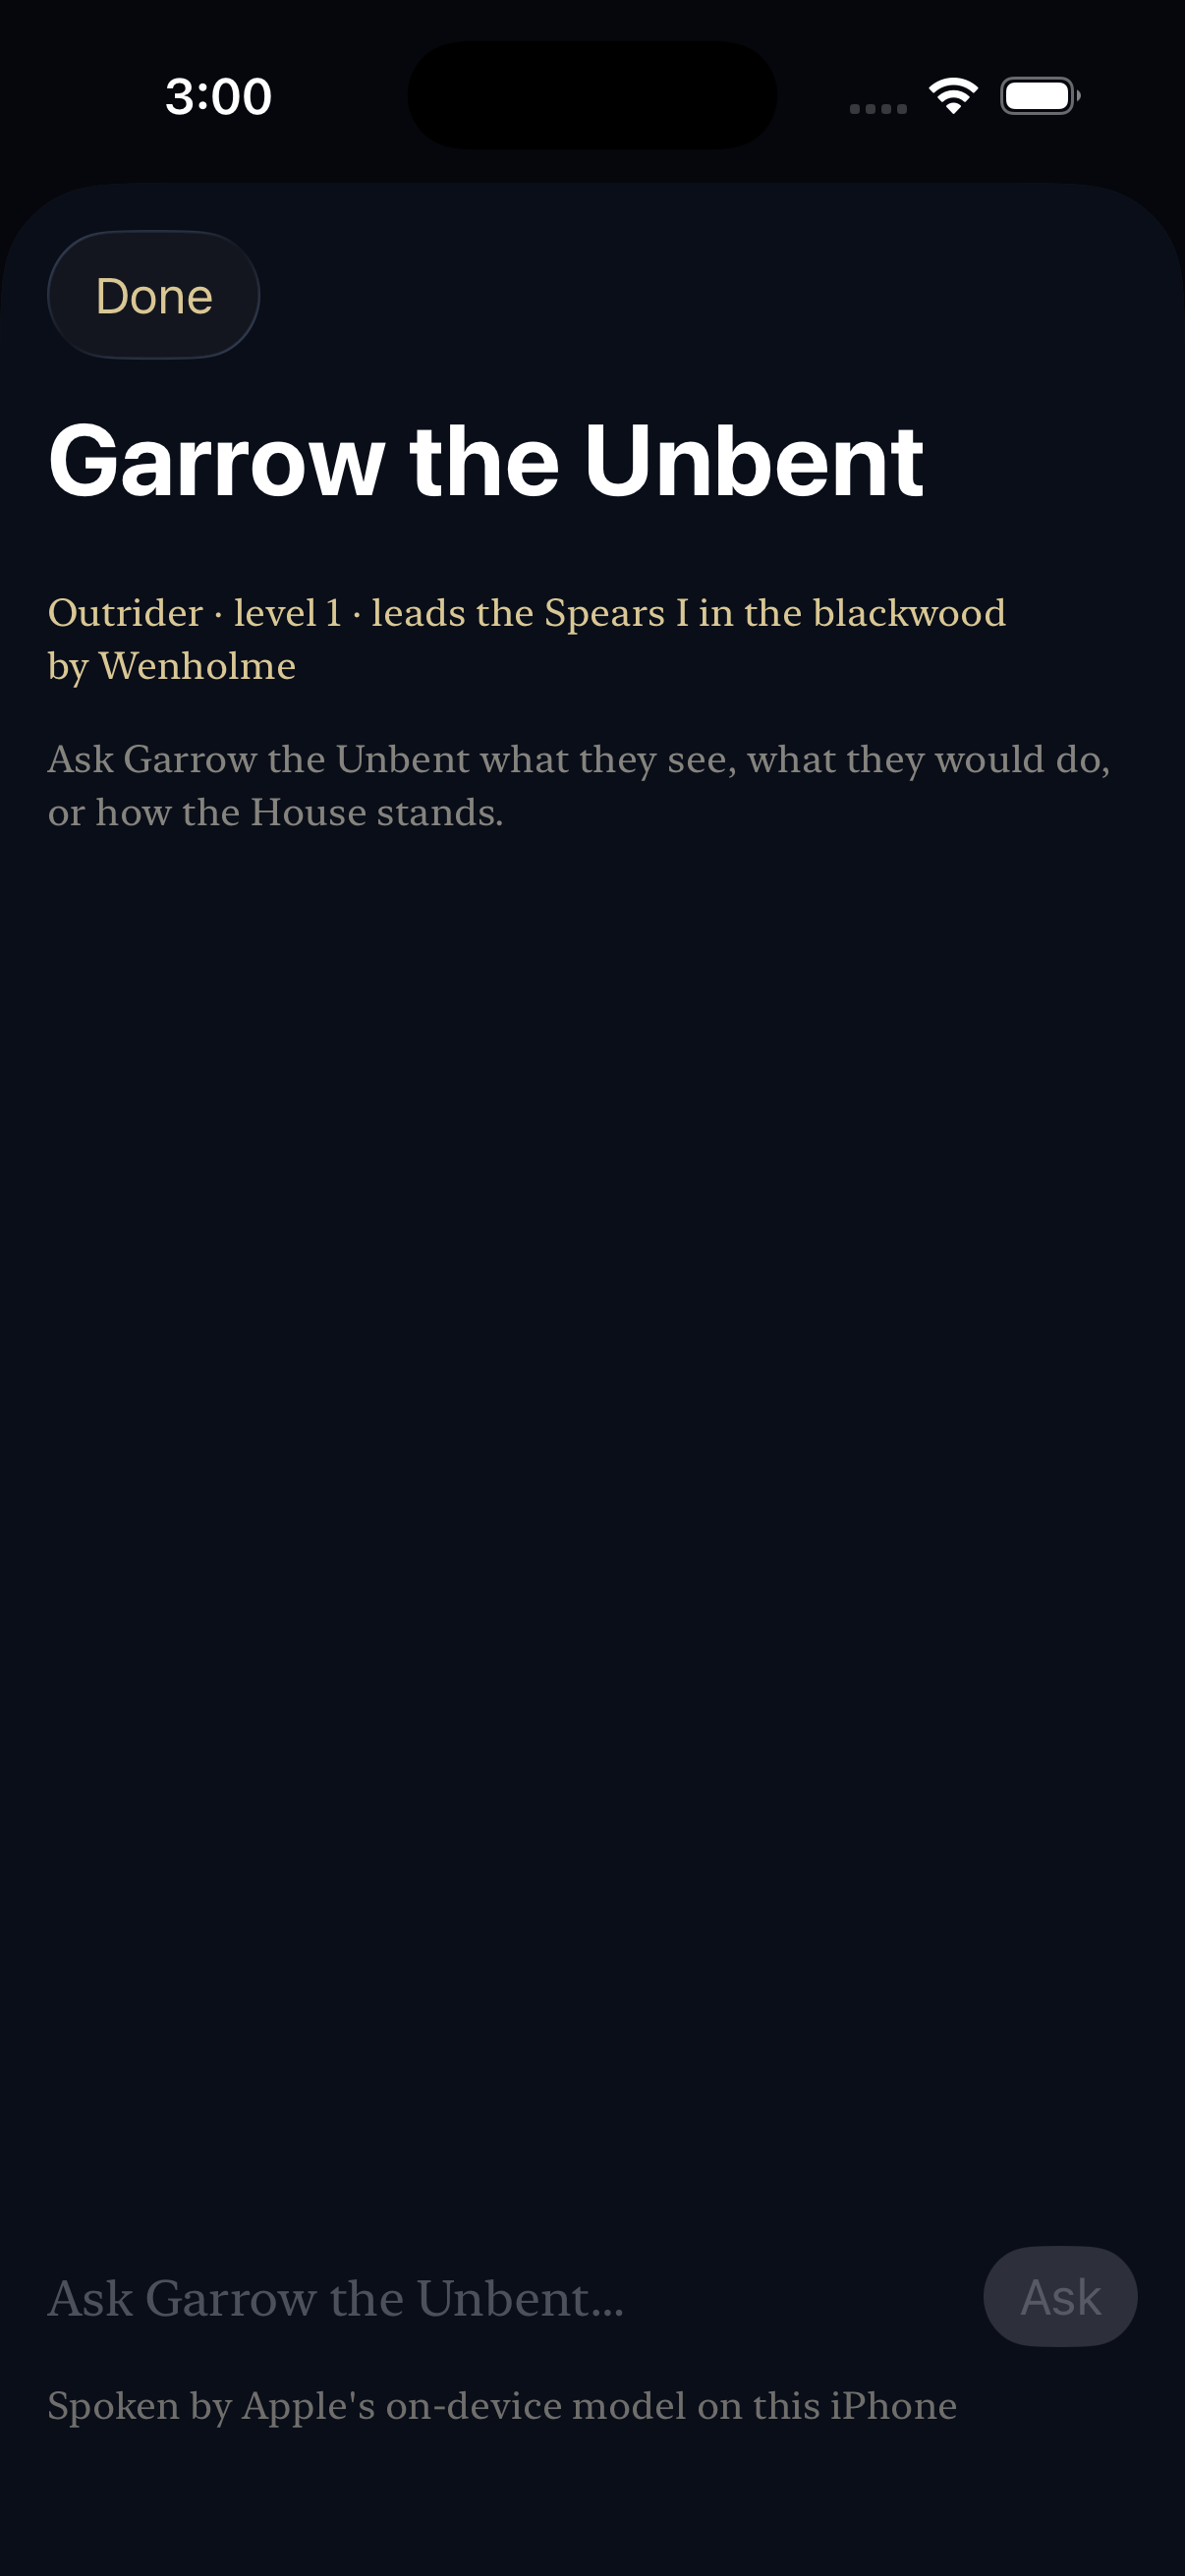 3:00
Done
Garrow the Unbent
Outrider · level 1 · leads the Spears I in the blackwood
by Wenholme
Ask Garrow the Unbent what they see, what they would do,
or how the House stands.
Ask Garrow the Unbent...
Ask
Spoken by Apple's on-device model on this iPhone